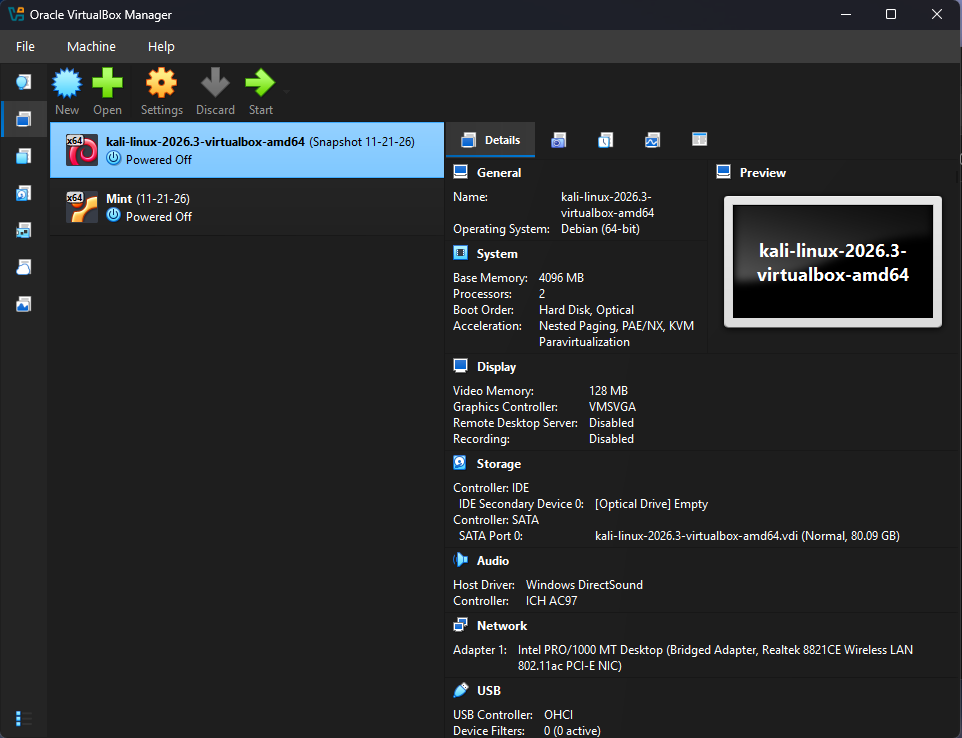 Oracle VirtualBox Manager
File Machine Help
New Open Settings Discard Start
x64
kali-linux-2026.3-virtualbox-amd64 (Snapshot 11-21-26)
Powered Off
x64
Mint (11-21-26)
Powered Off
Details
General
Name: kali-linux-2026.3-
virtualbox-amd64
Operating System: Debian (64-bit)
Preview
kali-linux-2026.3-
virtualbox-amd64
System
Base Memory: 4096 MB
Processors: 2
Boot Order: Hard Disk, Optical
Acceleration: Nested Paging, PAE/NX, KVM
Paravirtualization
Display
Video Memory: 128 MB
Graphics Controller: VMSVGA
Remote Desktop Server: Disabled
Recording: Disabled
Storage
Controller: IDE
IDE Secondary Device 0: [Optical Drive] Empty
Controller: SATA
SATA Port 0: kali-linux-2026.3-virtualbox-amd64.vdi (Normal, 80.09 GB)
Audio
Host Driver: Windows DirectSound
Controller: ICH AC97
Network
Adapter 1: Intel PRO/1000 MT Desktop (Bridged Adapter, Realtek 8821CE Wireless LAN
802.11ac PCI-E NIC)
USB
USB Controller: OHCI
Device Filters: 0 (0 active)